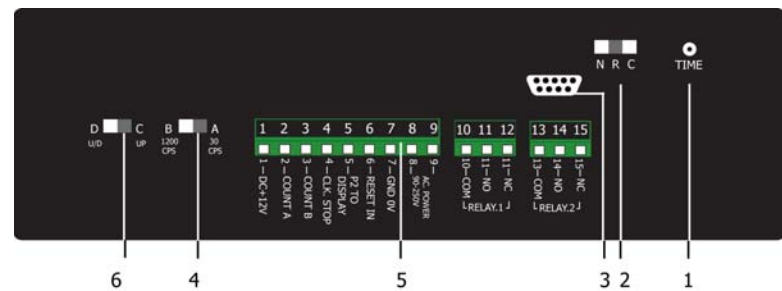 N R C
TIME
D C
U/D UP
B A
1200 CPS 30 CPS
1 2 3 4 5 6 7 8 9
10 11 12
13 14 15
1–DC+12V
2–COUNT A
3–COUNT B
4–CLK. STOP
5–P2 TO DISPLAY
6–RESET IN
7–GND 0V
8– AC. POWER
9– 90-250V
10–COM
11–NO
11–NC
RELAY.1
13–COM
14–NO
15–NC
RELAY.2
6 4 5 3 2 1